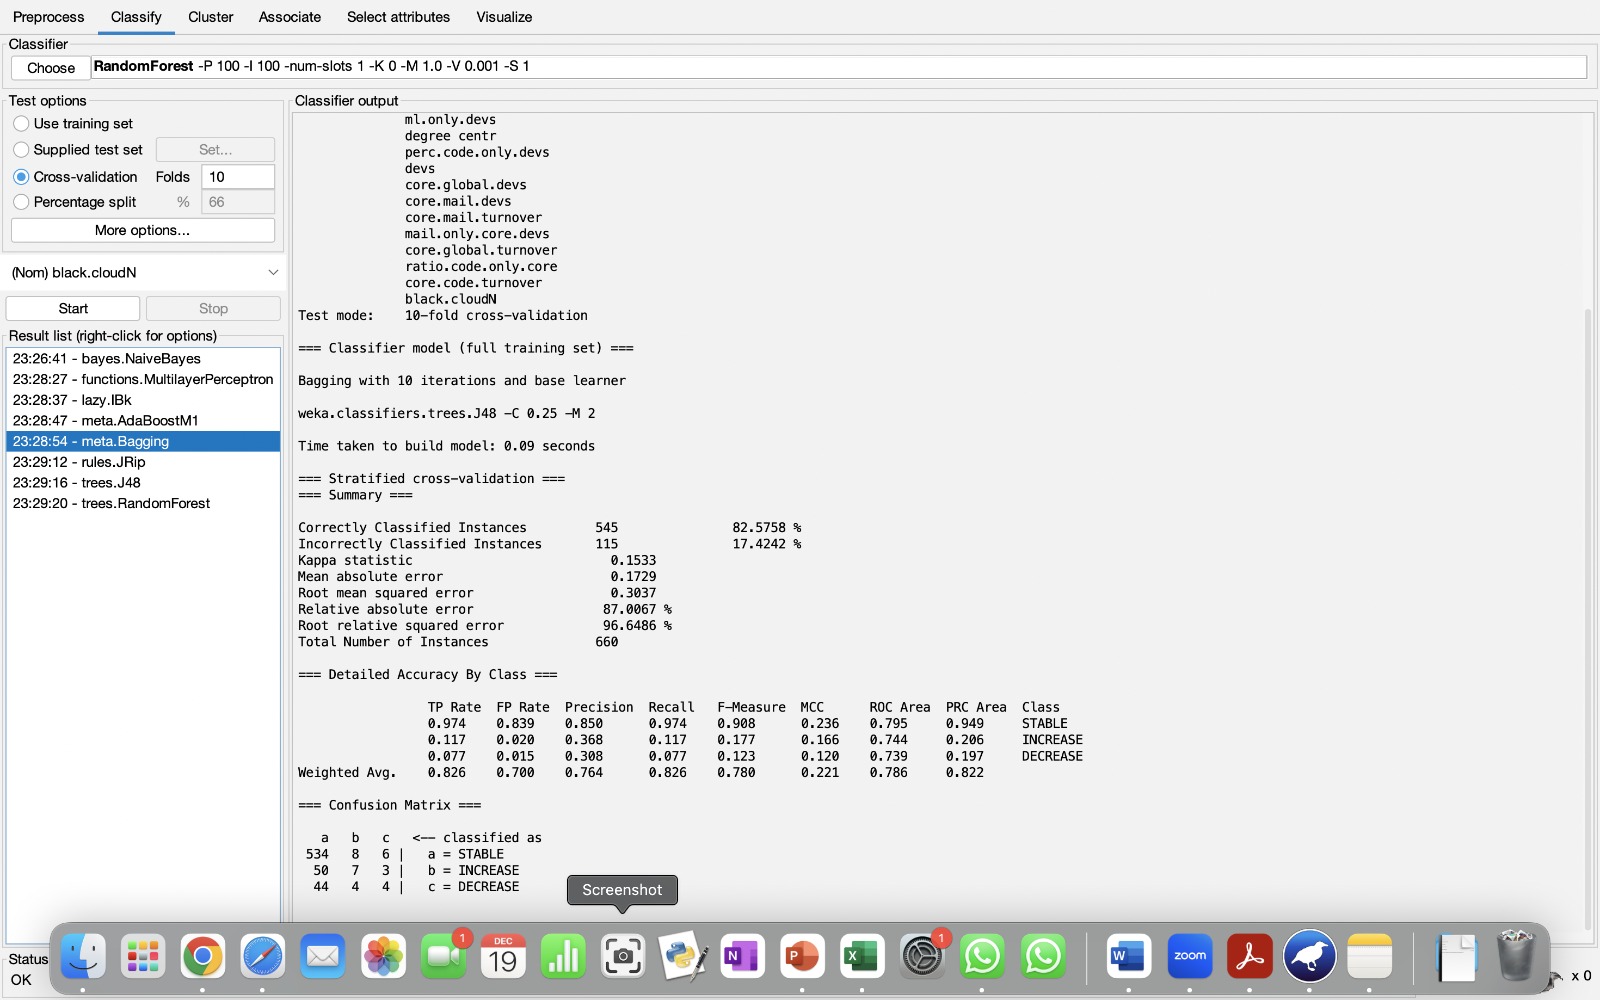 Preprocess Classify Cluster Associate Select attributes Visualize
Classifier
Choose RandomForest -P 100 -I 100 -num-slots 1 -K 0 -M 1.0 -V 0.001 -S 1
Test options
Use training set
Supplied test set Set...
Cross-validation Folds 10
Percentage split % 66
More options...
(Nom) black.cloudN
Start Stop
Result list (right-click for options)
23:26:41 - bayes.NaiveBayes
23:28:27 - functions.MultilayerPerceptron
23:28:37 - lazy.IBk
23:28:47 - meta.AdaBoostM1
23:28:54 - meta.Bagging
23:29:12 - rules.JRip
23:29:16 - trees.J48
23:29:20 - trees.RandomForest
Classifier output
ml.only.devs
degree centr
perc.code.only.devs
devs
core.global.devs
core.mail.devs
core.mail.turnover
mail.only.core.devs
core.global.turnover
ratio.code.only.core
core.code.turnover
black.cloudN
Test mode: 10-fold cross-validation
=== Classifier model (full training set) ===
Bagging with 10 iterations and base learner
weka.classifiers.trees.J48 -C 0.25 -M 2
Time taken to build model: 0.09 seconds
=== Stratified cross-validation ===
=== Summary ===
Correctly Classified Instances 545 82.5758 %
Incorrectly Classified Instances 115 17.4242 %
Kappa statistic 0.1533
Mean absolute error 0.1729
Root mean squared error 0.3037
Relative absolute error 87.0067 %
Root relative squared error 96.6486 %
Total Number of Instances 660
=== Detailed Accuracy By Class ===
TP Rate FP Rate Precision Recall F-Measure MCC ROC Area PRC Area Class
0.974 0.839 0.850 0.974 0.908 0.236 0.795 0.949 STABLE
0.117 0.020 0.368 0.117 0.177 0.166 0.744 0.206 INCREASE
0.077 0.015 0.308 0.077 0.123 0.120 0.739 0.197 DECREASE
Weighted Avg. 0.826 0.700 0.764 0.826 0.780 0.221 0.786 0.822
=== Confusion Matrix ===
a b c <-- classified as
534 8 6 | a = STABLE
50 7 3 | b = INCREASE
44 4 4 | c = DECREASE
Screenshot
Status
OK
1
DEC
19
N
P
X
1
W
zoom
x 0